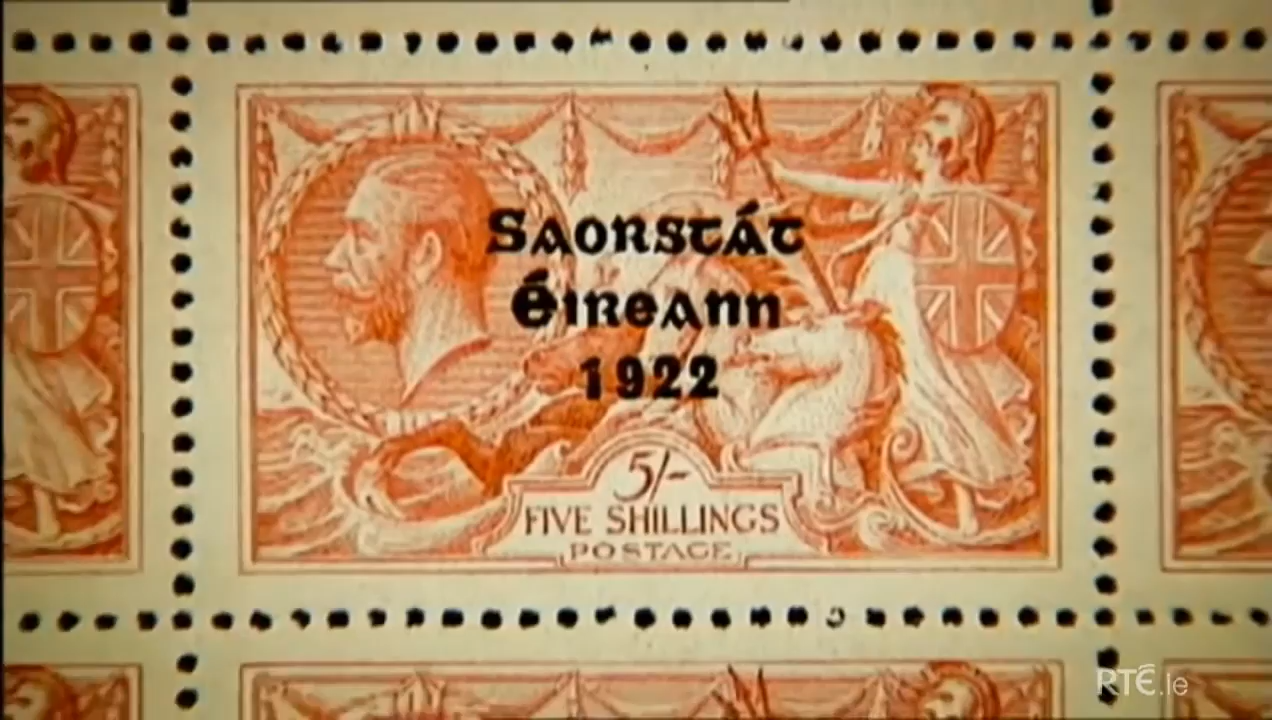 Saorstát
Éireann
1922
5/-
FIVE SHILLINGS
POSTAGE
RTÉ.ie